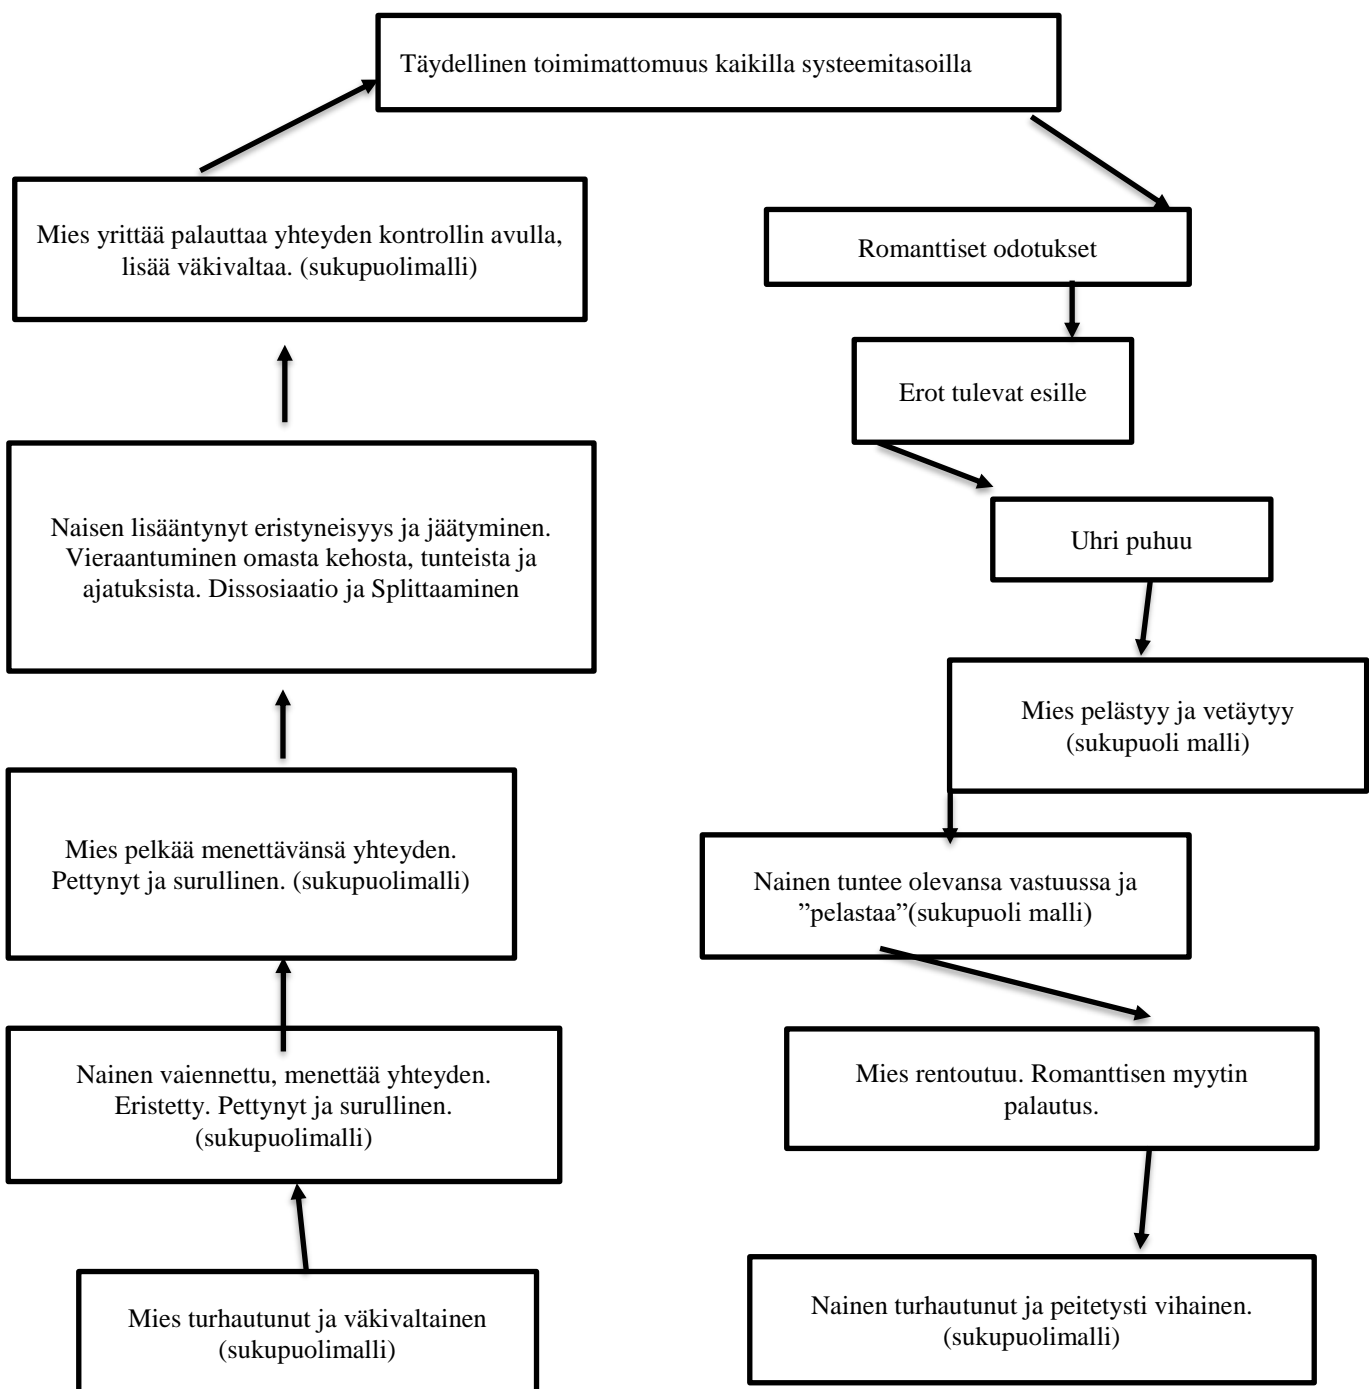 Täydellinen toimimattomuus kaikilla systeemitasoilla
Mies yrittää palauttaa yhteyden kontrollin avulla,
lisää väkivaltaa. (sukupuolimalli)
Romanttiset odotukset
Erot tulevat esille
Naisen lisääntynyt eristyneisyys ja jäätyminen.
Vieraantuminen omasta kehosta, tunteista ja
ajatuksista. Dissosiaatio ja Splittaaminen
Uhri puhuu
Mies pelästyy ja vetäytyy
(sukupuoli malli)
Mies pelkää menettävänsä yhteyden.
Pettynyt ja surullinen. (sukupuolimalli)
Nainen tuntee olevansa vastuussa ja
”pelastaa”(sukupuoli malli)
Nainen vaiennettu, menettää yhteyden.
Eristetty. Pettynyt ja surullinen.
(sukupuolimalli)
Mies rentoutuu. Romanttisen myytin
palautus.
Mies turhautunut ja väkivaltainen
(sukupuolimalli)
Nainen turhautunut ja peitetysti vihainen.
(sukupuolimalli)